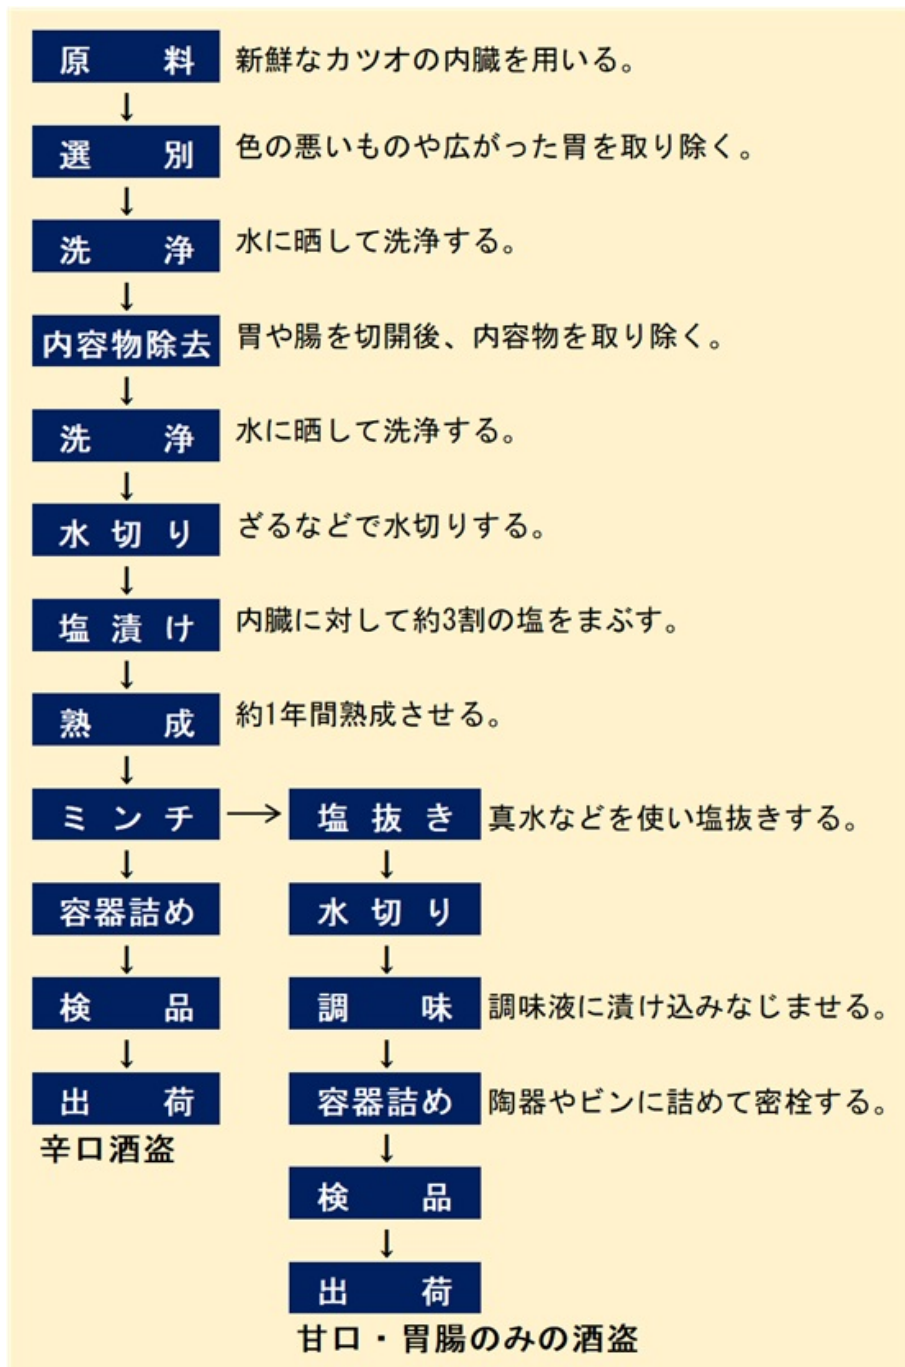 原料 新鮮なカツオの内臓を用いる。
↓
選別 色の悪いものや広がった胃を取り除く。
↓
洗浄 水に晒して洗浄する。
↓
内容物除去 胃や腸を切開後、内容物を取り除く。
↓
洗浄 水に晒して洗浄する。
↓
水切り ざるなどで水切りする。
↓
塩漬け 内臓に対して約3割の塩をまぶす。
↓
熟成 約1年間熟成させる。
↓
ミンチ → 塩抜き 真水などを使い塩抜きする。
↓ ↓
容器詰め 水切り
↓ ↓
検品 調味 調味液に漬け込みなじませる。
↓ ↓
出荷 容器詰め 陶器やビンに詰めて密栓する。
辛口酒盗 ↓
検品
↓
出荷
甘口・胃腸のみの酒盗